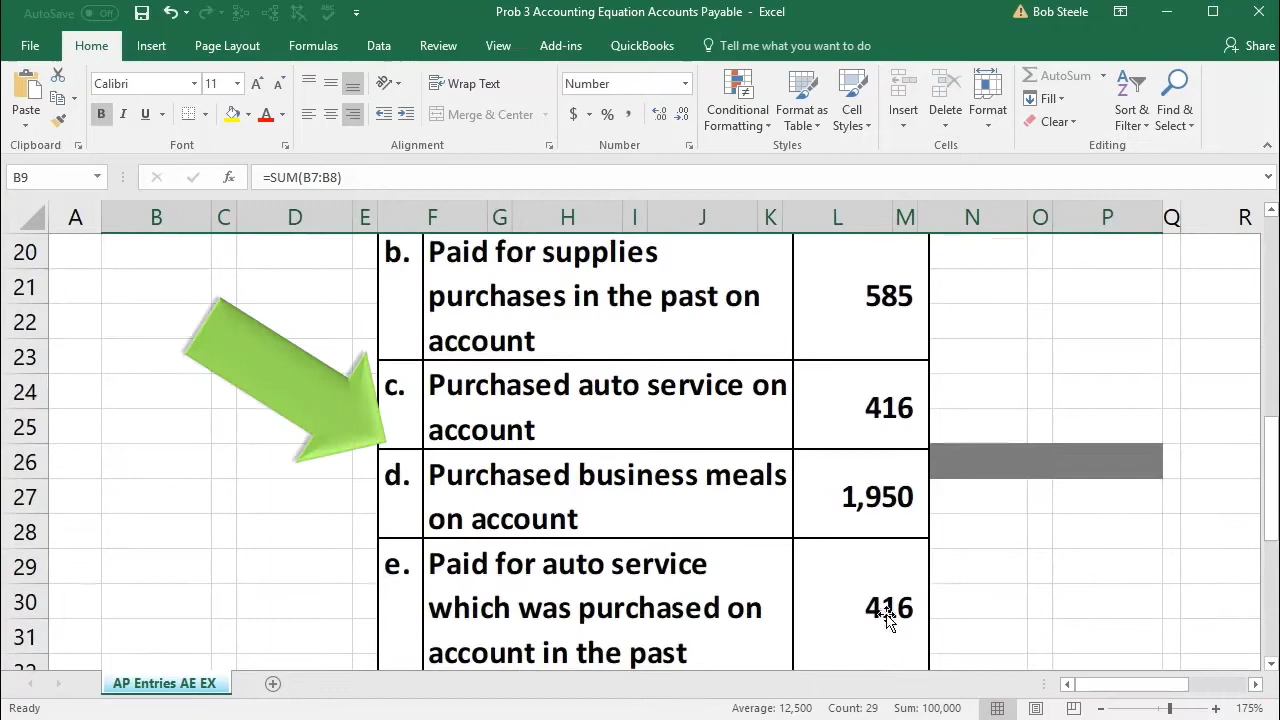 AutoSave Off
Prob 3 Accounting Equation Accounts Payable - Excel
Bob Steele
File Home Insert Page Layout Formulas Data Review View Add-ins QuickBooks Tell me what you want to do Share
Paste
Clipboard
Calibri 11
B I U
Font
Wrap Text
Merge & Center
Alignment
Number
$ % ,
Number
Conditional Formatting
Format as Table
Cell Styles
Styles
Insert Delete Format
Cells
AutoSum
Fill
Clear
Sort & Filter
Find & Select
Editing
B9 fx =SUM(B7:B8)
A B C D E F G H I J K L M N O P Q R
20 b. Paid for supplies
21 purchases in the past on 585
22
23 account
24 c. Purchased auto service on 416
25 account
26 d. Purchased business meals
27 1,950
28 on account
29 e. Paid for auto service
30 which was purchased on 416
31 account in the past
32
AP Entries AE EX
Ready Average: 12,500 Count: 29 Sum: 100,000 175%